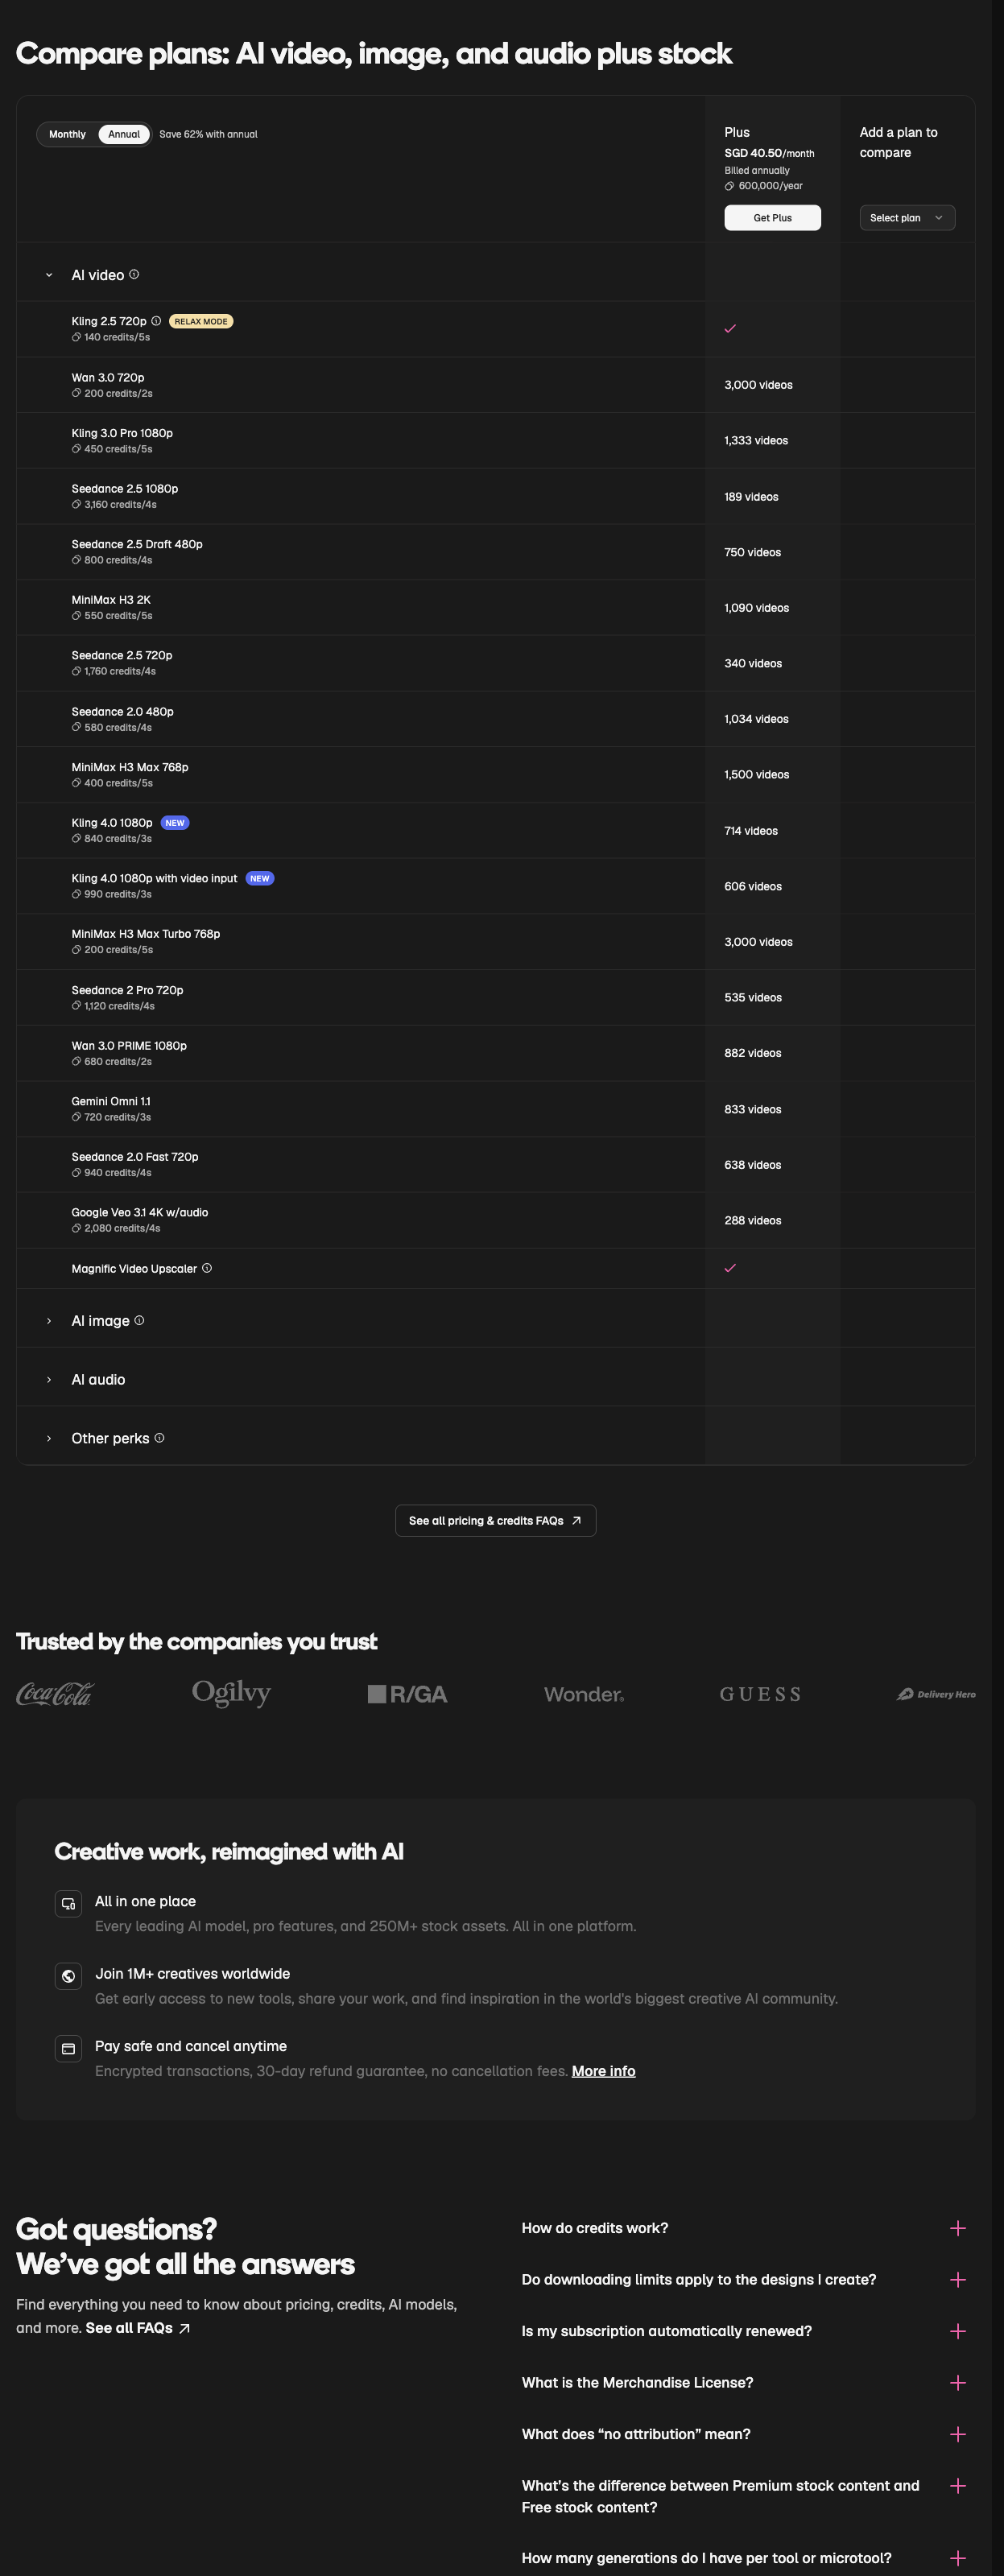 Compare plans: AI video, image, and audio plus stock
Monthly Annual Save 62% with annual
Plus
SGD 40.50/month
Billed annually
600,000/year
Get Plus
Add a plan to
compare
Select plan
AI video
Kling 2.5 720p RELAX MODE
140 credits/5s
Wan 3.0 720p
200 credits/2s
3,000 videos
Kling 3.0 Pro 1080p
450 credits/5s
1,333 videos
Seedance 2.5 1080p
3,160 credits/4s
189 videos
Seedance 2.5 Draft 480p
800 credits/4s
750 videos
MiniMax H3 2K
550 credits/5s
1,090 videos
Seedance 2.5 720p
1,760 credits/4s
340 videos
Seedance 2.0 480p
580 credits/4s
1,034 videos
MiniMax H3 Max 768p
400 credits/5s
1,500 videos
Kling 4.0 1080p NEW
840 credits/3s
714 videos
Kling 4.0 1080p with video input NEW
990 credits/3s
606 videos
MiniMax H3 Max Turbo 768p
200 credits/5s
3,000 videos
Seedance 2 Pro 720p
1,120 credits/4s
535 videos
Wan 3.0 PRIME 1080p
680 credits/2s
882 videos
Gemini Omni 1.1
720 credits/3s
833 videos
Seedance 2.0 Fast 720p
940 credits/4s
638 videos
Google Veo 3.1 4K w/audio
2,080 credits/4s
288 videos
Magnific Video Upscaler
AI image
AI audio
Other perks
See all pricing & credits FAQs
Trusted by the companies you trust
Coca-Cola Ogilvy R/GA Wonder. GUESS Delivery Hero
Creative work, reimagined with AI
All in one place
Every leading AI model, pro features, and 250M+ stock assets. All in one platform.
Join 1M+ creatives worldwide
Get early access to new tools, share your work, and find inspiration in the world's biggest creative AI community.
Pay safe and cancel anytime
Encrypted transactions, 30-day refund guarantee, no cancellation fees. More info
Got questions?
We've got all the answers
Find everything you need to know about pricing, credits, AI models,
and more. See all FAQs
How do credits work?
Do downloading limits apply to the designs I create?
Is my subscription automatically renewed?
What is the Merchandise License?
What does “no attribution” mean?
What's the difference between Premium stock content and
Free stock content?
How many generations do I have per tool or microtool?